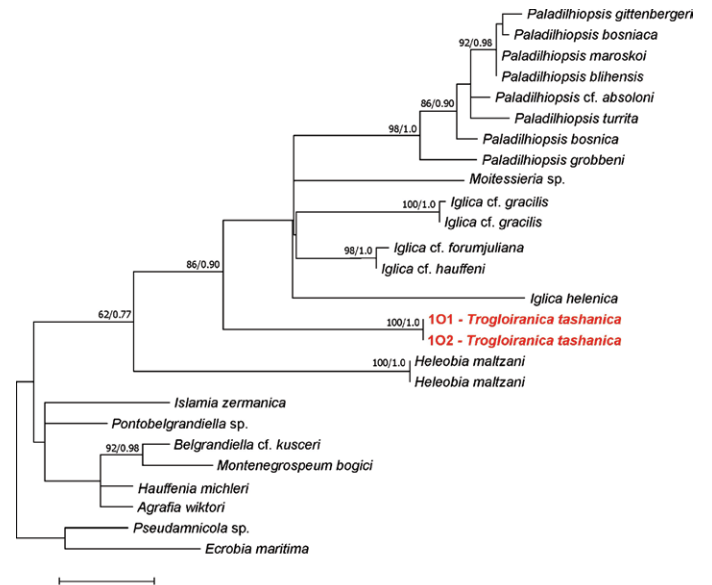 Paladilhiopsis gittenbergeri
Paladilhiopsis bosniaca
92/0.98
Paladilhiopsis maroskoi
Paladilhiopsis blihensis
Paladilhiopsis cf. absoloni
86/0.90
Paladilhiopsis turrita
98/1.0
Paladilhiopsis bosnica
Paladilhiopsis grobbeni
Moitessieria sp.
100/1.0
Iglica cf. gracilis
Iglica cf. gracilis
98/1.0
Iglica cf. forumjuliana
Iglica cf. hauffeni
86/0.90
Iglica helenica
62/0.77
100/1.0
1O1 - Trogloiranica tashanica
1O2 - Trogloiranica tashanica
100/1.0
Heleobia maltzani
Heleobia maltzani
Islamia zermanica
Pontobelgrandiella sp.
92/0.98
Belgrandiella cf. kusceri
Montenegrospeum bogici
Hauffenia michleri
Agrafia wiktori
Pseudamnicola sp.
Ecrobia maritima